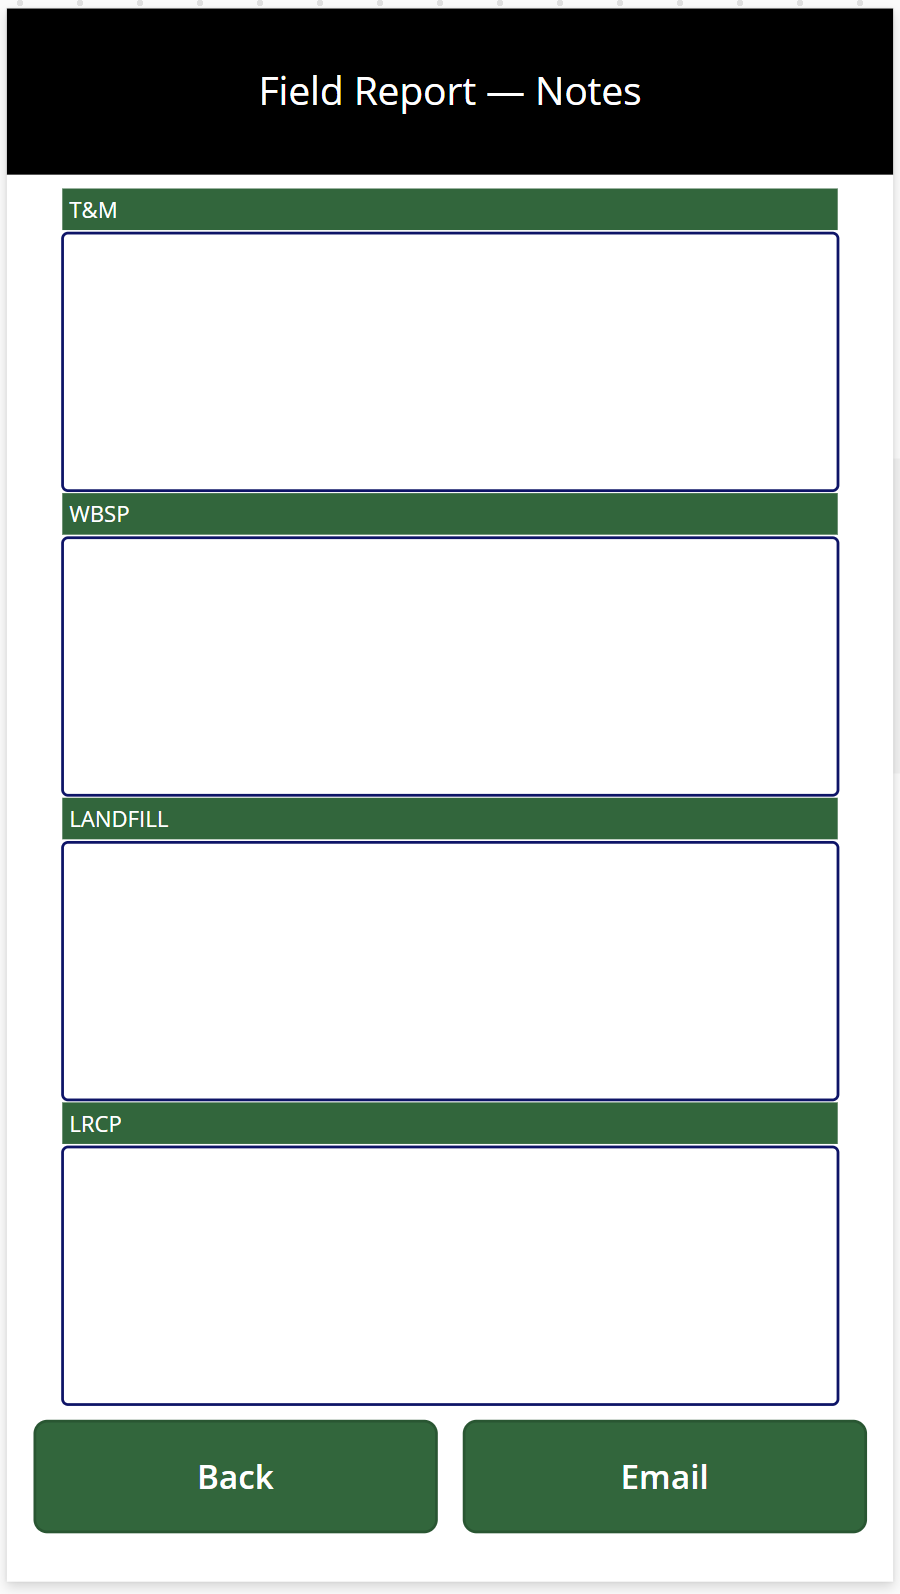 Field Report — Notes
T&M
WBSP
LANDFILL
LRCP
Back
Email